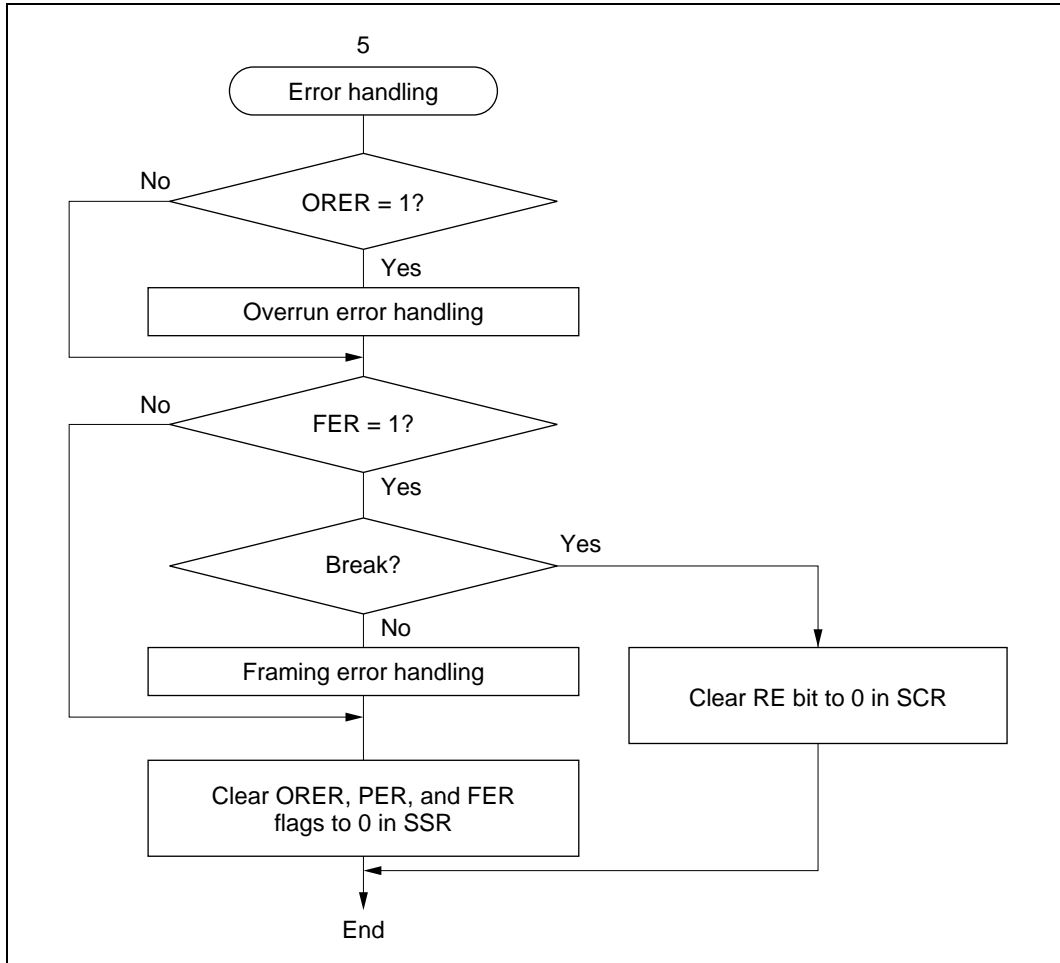 5
Error handling
No
ORER = 1?
Yes
Overrun error handling
No
FER = 1?
Yes
Break?
Yes
No
Framing error handling
Clear RE bit to 0 in SCR
Clear ORER, PER, and FER
flags to 0 in SSR
End